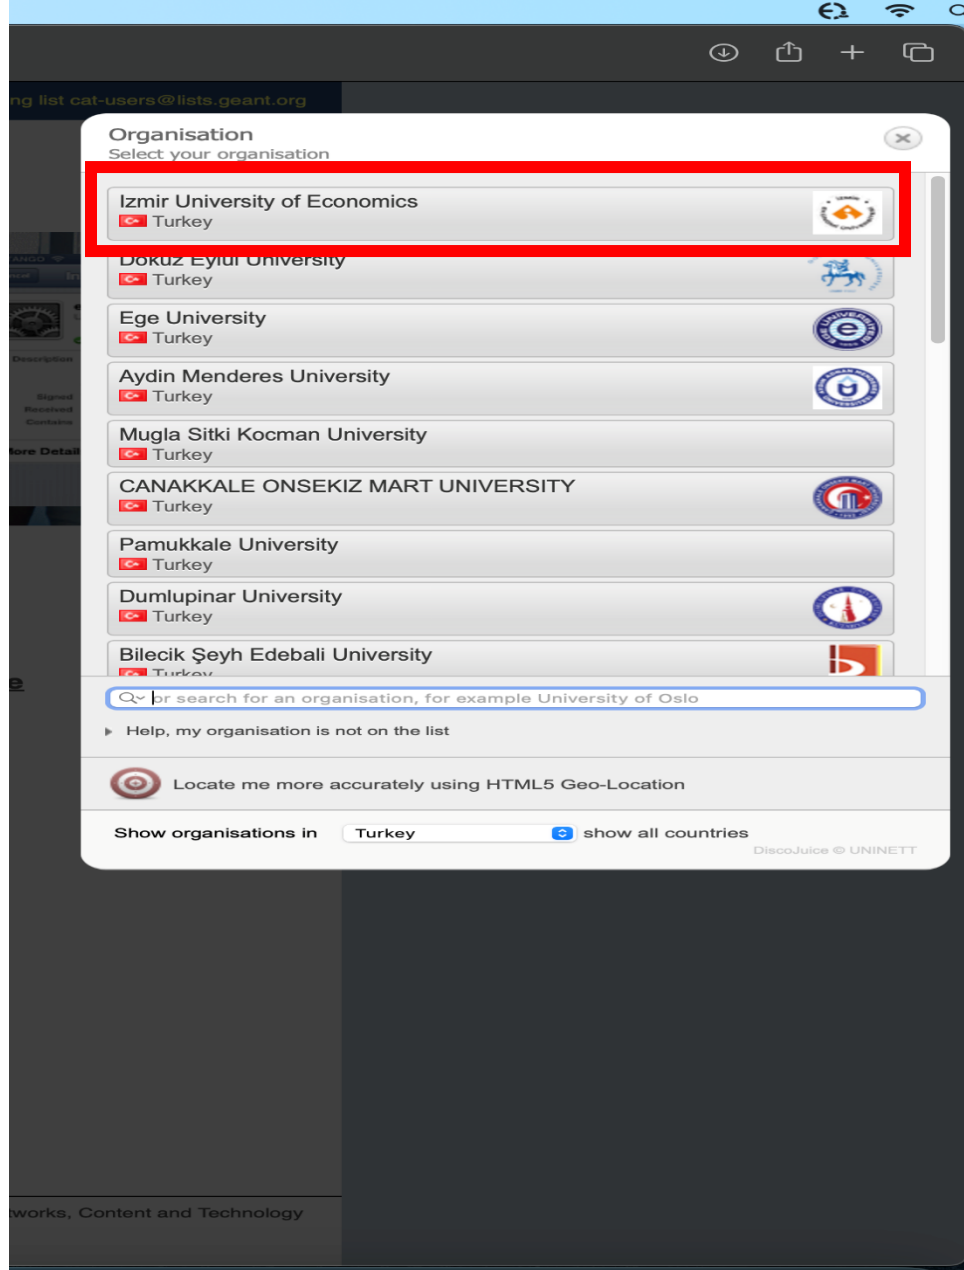 ng list cat-users@lists.geant.org
Organisation
Select your organisation
Izmir University of Economics
Turkey
Dokuz Eylul University
Turkey
Ege University
Turkey
Aydin Menderes University
Turkey
Mugla Sitki Kocman University
Turkey
CANAKKALE ONSEKIZ MART UNIVERSITY
Turkey
Pamukkale University
Turkey
Dumlupinar University
Turkey
Bilecik Şeyh Edebali University
Turkey
or search for an organisation, for example University of Oslo
Help, my organisation is not on the list
Locate me more accurately using HTML5 Geo-Location
Show organisations in Turkey show all countries
DiscoJuice © UNINETT
Description
Signed
Received
Contains
More Detail
e
tworks, Content and Technology